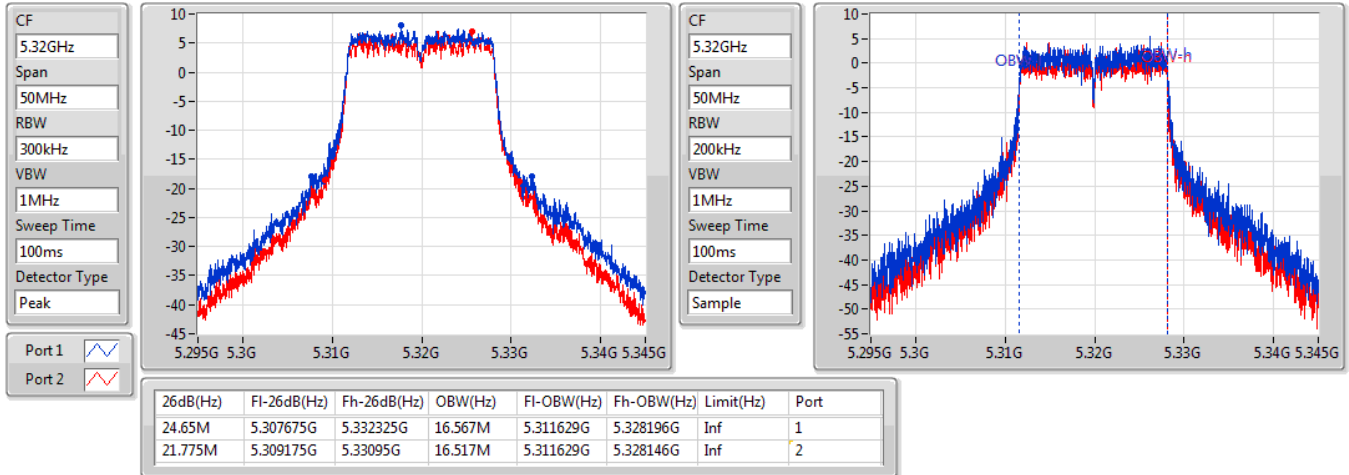 CF
5.32GHz
Span
50MHz
RBW
300kHz
VBW
1MHz
Sweep Time
100ms
Detector Type
Peak
Port 1
Port 2
10
5
0
-5
-10
-15
-20
-25
-30
-35
-40
-45
5.295G 5.3G 5.31G 5.32G 5.33G 5.34G 5.345G
CF
5.32GHz
Span
50MHz
RBW
200kHz
VBW
1MHz
Sweep Time
100ms
Detector Type
Sample
10
5
0
-5
-10
-15
-20
-25
-30
-35
-40
-45
-50
-55
OBW-h
5.295G 5.3G 5.31G 5.32G 5.33G 5.34G 5.345G
26dB(Hz) Fl-26dB(Hz) Fh-26dB(Hz) OBW(Hz) Fl-OBW(Hz) Fh-OBW(Hz) Limit(Hz) Port
24.65M 5.307675G 5.332325G 16.567M 5.311629G 5.328196G Inf 1
21.775M 5.309175G 5.33095G 16.517M 5.311629G 5.328146G Inf 2